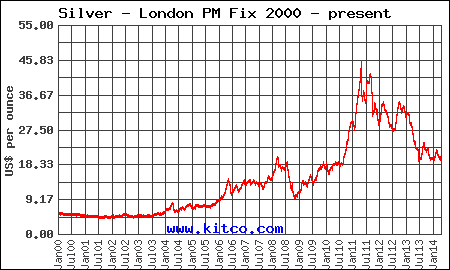 Silver - London PM Fix 2000 - present
US$ per ounce
55.00
45.83
36.67
27.50
18.33
9.17
0.00
www.kitco.com
Jan00 Jul00 Jan01 Jul01 Jan02 Jul02 Jan03 Jul03 Jan04 Jul04 Jan05 Jul05 Jan06 Jul06 Jan07 Jul07 Jan08 Jul08 Jan09 Jul09 Jan10 Jul10 Jan11 Jul11 Jan12 Jul12 Jan13 Jul13 Jan14